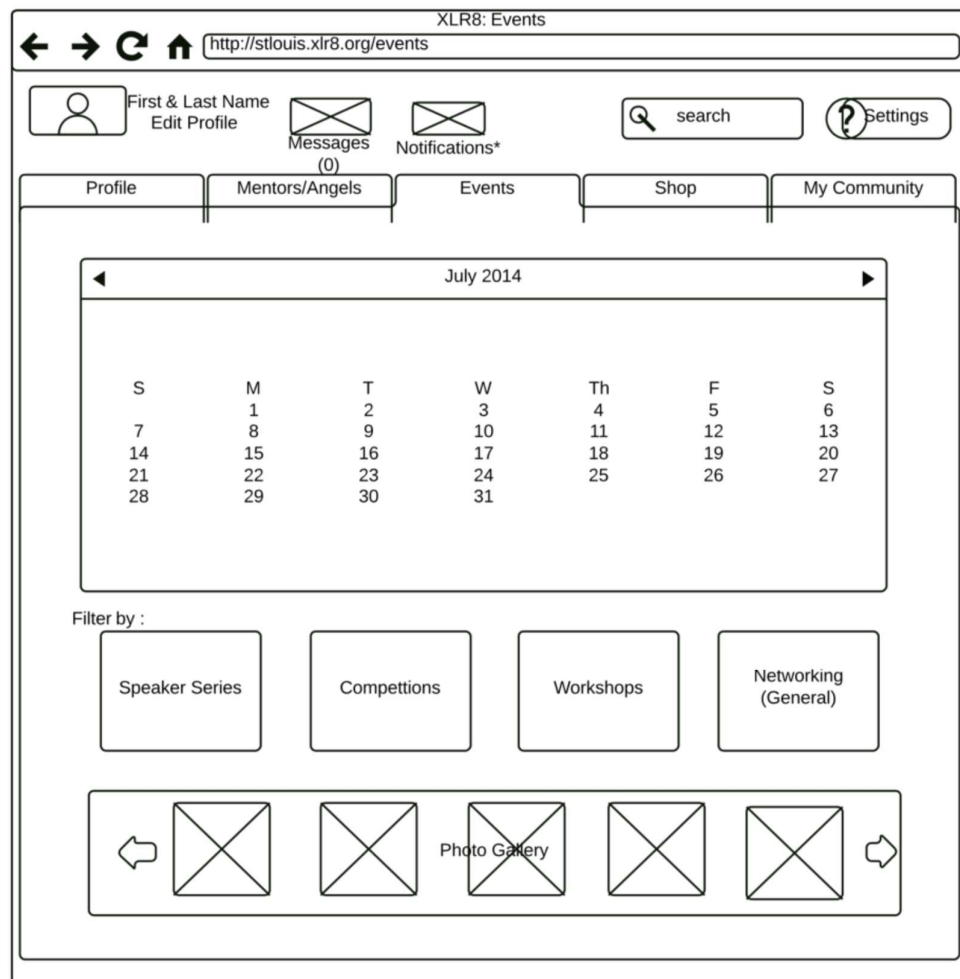 XLR8: Events
http://stlouis.xlr8.org/events
First & Last Name
Edit Profile
Messages
(0)
Notifications*
search
? Settings
Profile Mentors/Angels Events Shop My Community
July 2014
S M T W Th F S
1 2 3 4 5 6
7 8 9 10 11 12 13
14 15 16 17 18 19 20
21 22 23 24 25 26 27
28 29 30 31
Filter by :
Speaker Series
Compettions
Workshops
Networking
(General)
Photo Gallery